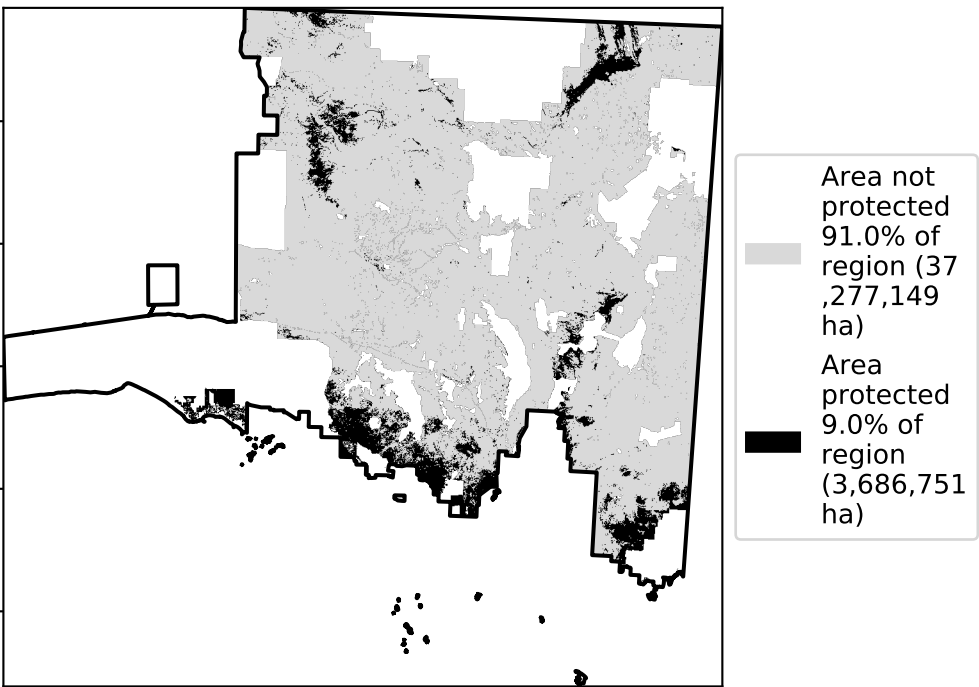 Area not
protected
91.0% of
region (37
,277,149
ha)
Area
protected
9.0% of
region
(3,686,751
ha)